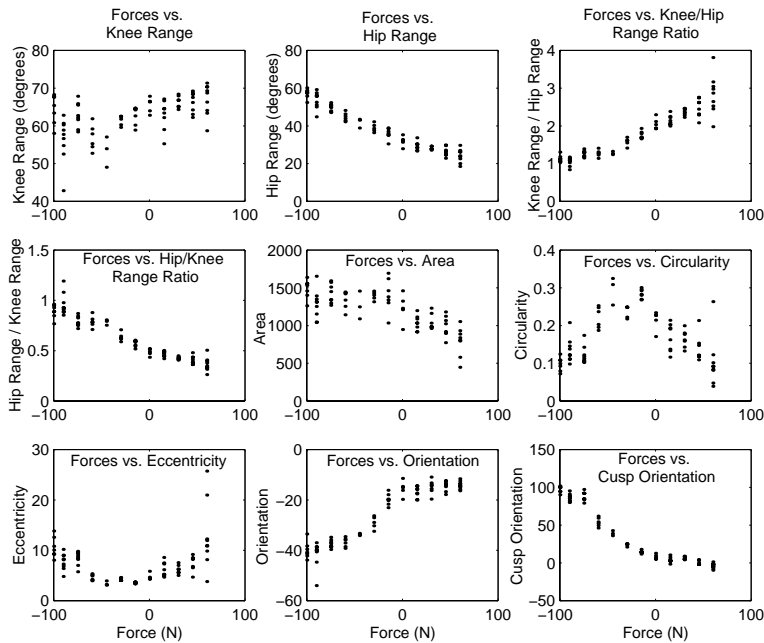 Forces vs.
Knee Range
Knee Range (degrees)
80
70
60
50
40
−100
0
100
Forces vs.
Hip Range
Hip Range (degrees)
80
60
40
20
0
−100
0
100
Forces vs. Knee/Hip
Range Ratio
Knee Range / Hip Range
4
3
2
1
0
−100
0
100
Forces vs. Hip/Knee
Range Ratio
Hip Range / Knee Range
1.5
1
0.5
0
−100
0
100
Forces vs. Area
Area
2000
1500
1000
500
0
−100
0
100
Forces vs. Circularity
Circularity
0.4
0.3
0.2
0.1
0
−100
0
100
Forces vs. Eccentricity
Eccentricity
30
20
10
0
−100
0
100
Force (N)
Forces vs. Orientation
Orientation
0
−20
−40
−60
−100
0
100
Force (N)
Forces vs.
Cusp Orientation
Cusp Orientation
150
100
50
0
−50
−100
0
100
Force (N)